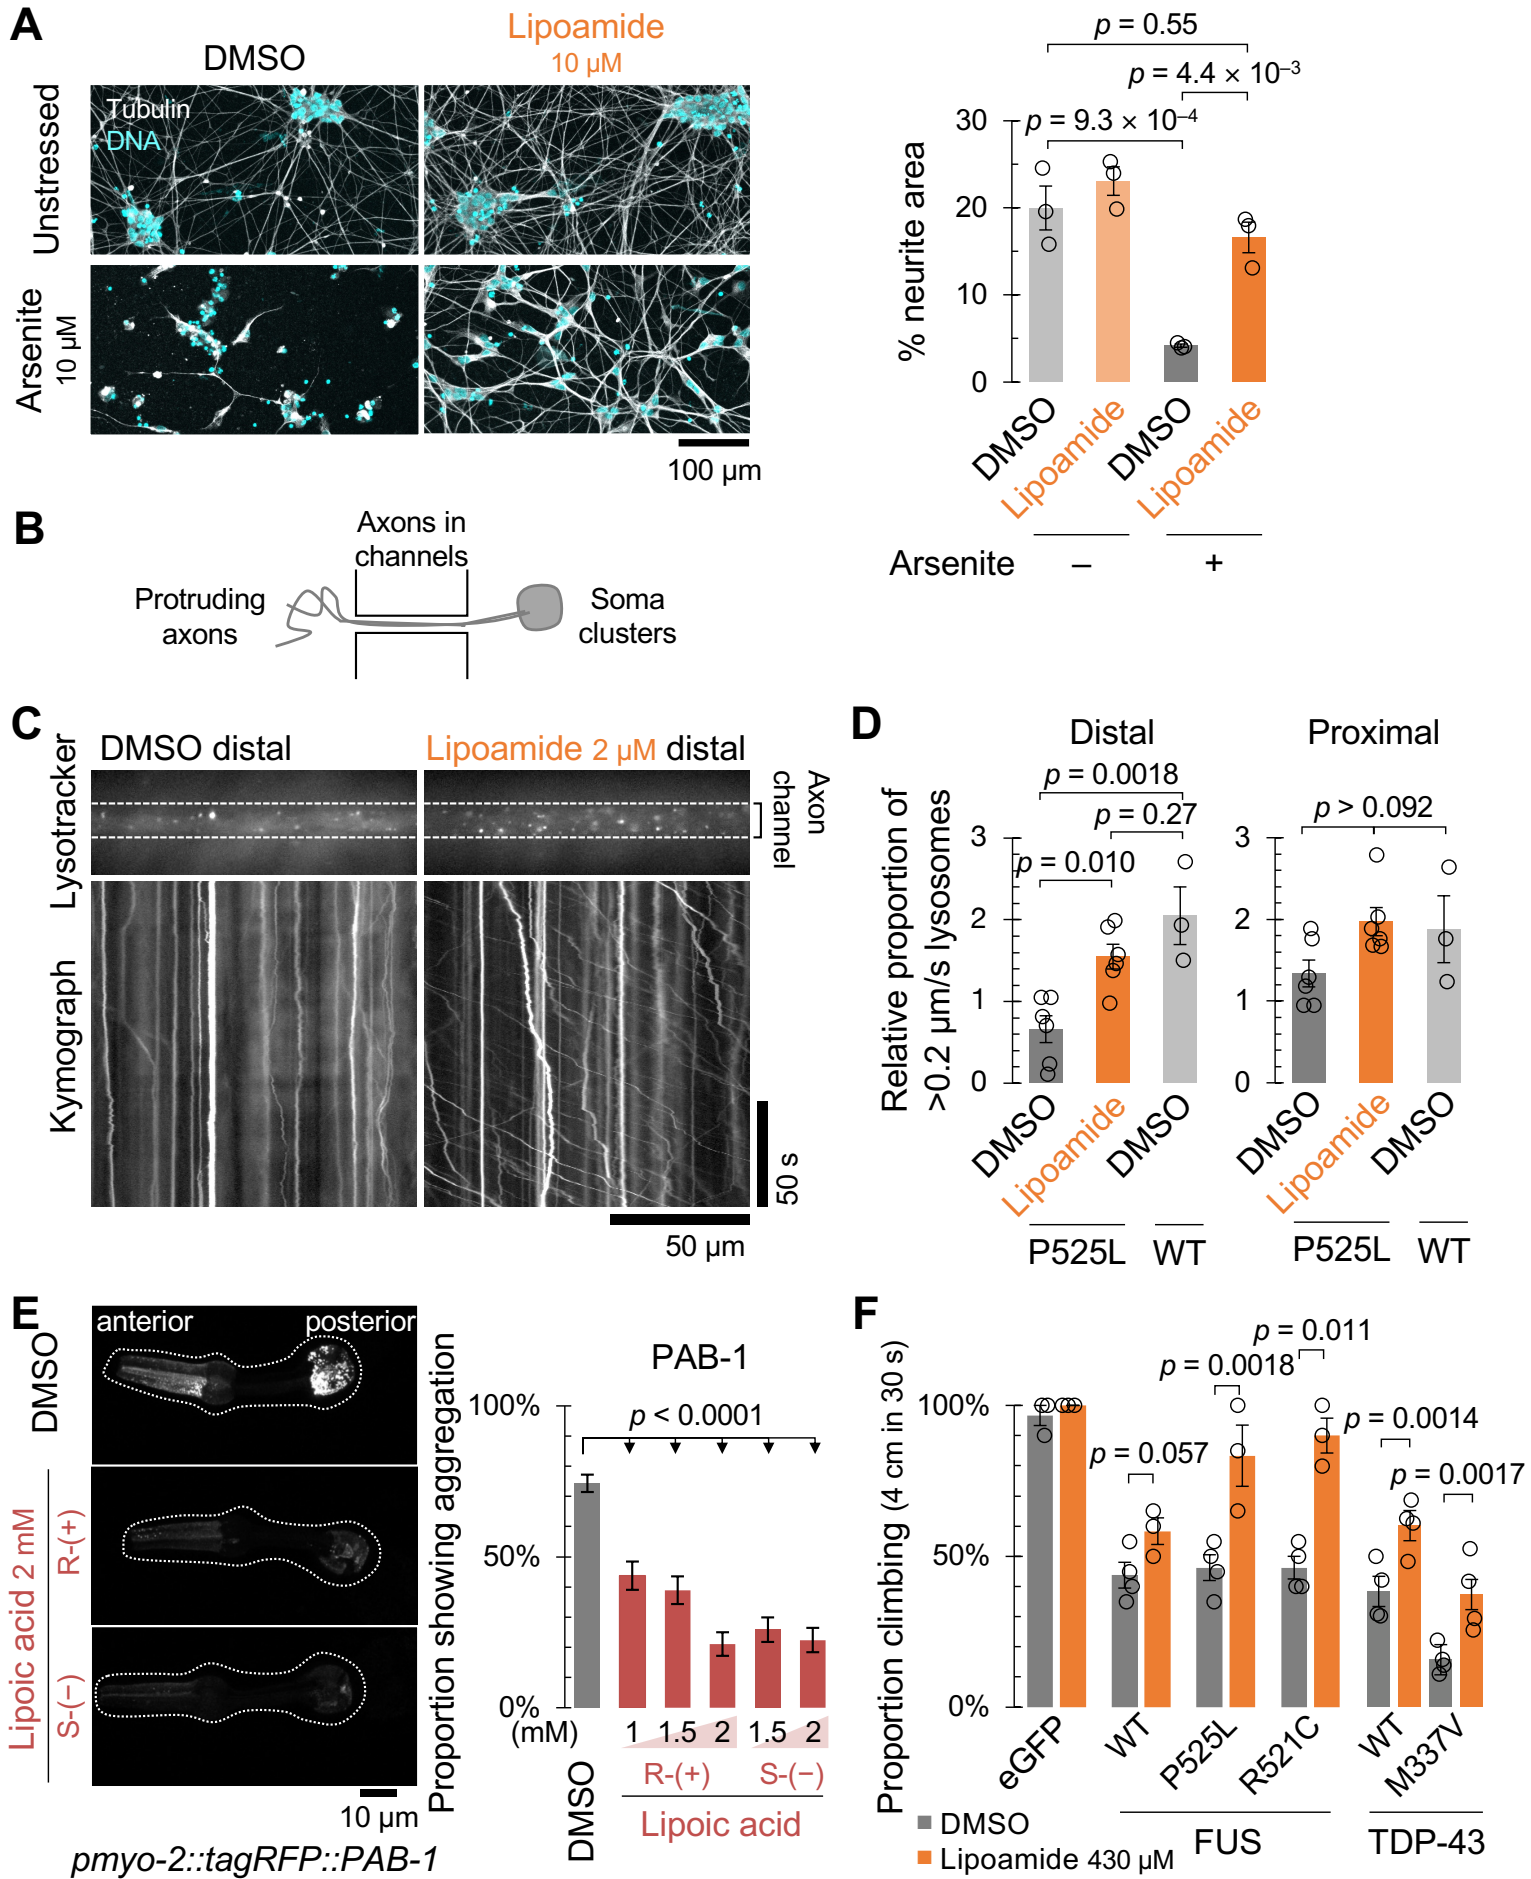 A
DMSO
Lipoamide
10 µM
Unstressed
Tubulin
DNA
Arsenite
10 µM
100 µm
p = 0.55
p = 4.4 × 10⁻³
p = 9.3 × 10⁻⁴
% neurite area
30
20
10
0
DMSO
Lipoamide
DMSO
Lipoamide
Arsenite
–
+
B
Axons in
channels
Protruding
axons
Soma
clusters
C
DMSO distal
Lipoamide 2 µM distal
Lysotracker
Axon
channel
Kymograph
50 s
50 µm
D
Distal
Proximal
Relative proportion of
>0.2 µm/s lysosomes
p = 0.0018
p = 0.27
p = 0.010
3
2
1
0
DMSO
Lipoamide
DMSO
P525L
WT
p > 0.092
3
2
1
0
DMSO
Lipoamide
DMSO
P525L
WT
E
anterior
posterior
DMSO
Lipoic acid 2 mM
R-(+)
S-(−)
10 µm
pmyo-2::tagRFP::PAB-1
Proportion showing aggregation
PAB-1
p < 0.0001
100%
50%
0%
(mM)
1
1.5
2
1.5
2
DMSO
R-(+)
S-(−)
Lipoic acid
F
Proportion climbing (4 cm in 30 s)
p = 0.011
p = 0.0018
p = 0.0014
p = 0.057
p = 0.0017
100%
50%
0%
eGFP
WT
P525L
R521C
WT
M337V
FUS
TDP-43
DMSO
Lipoamide 430 µM